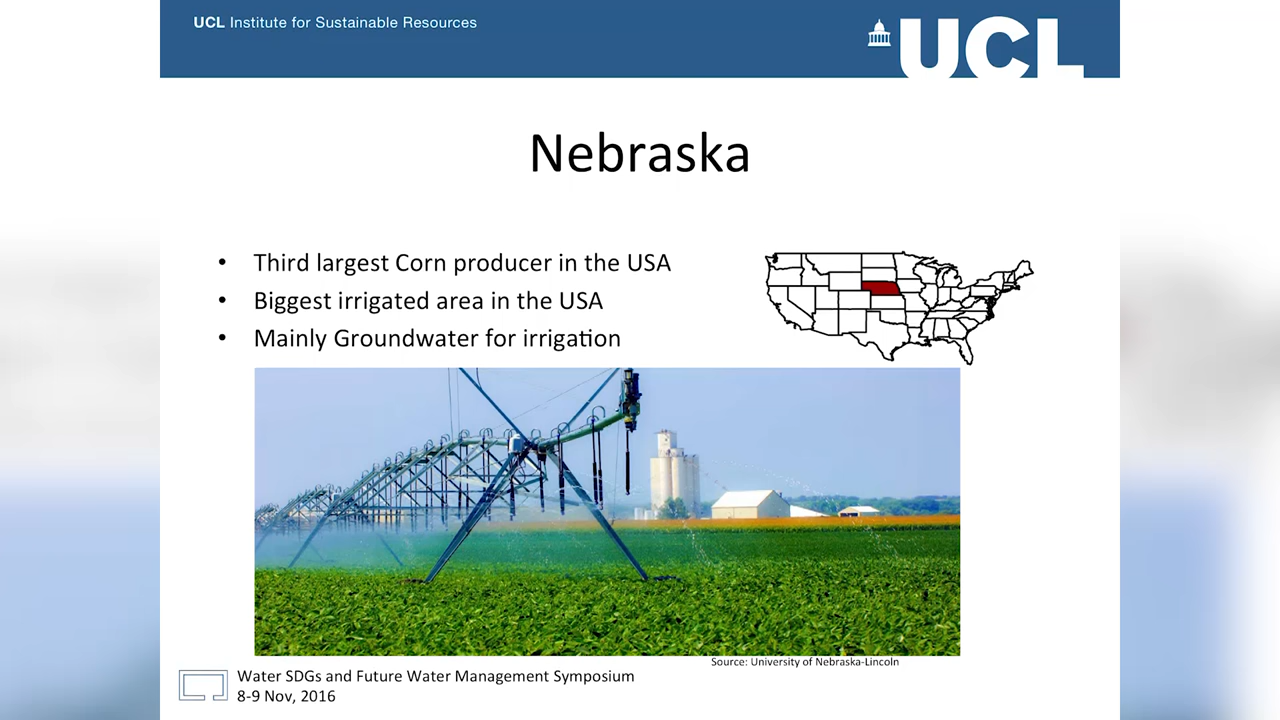 UCL Institute for Sustainable Resources
UCL
Nebraska
• Third largest Corn producer in the USA
• Biggest irrigated area in the USA
• Mainly Groundwater for irrigation
Source: University of Nebraska-Lincoln
Water SDGs and Future Water Management Symposium
8-9 Nov, 2016